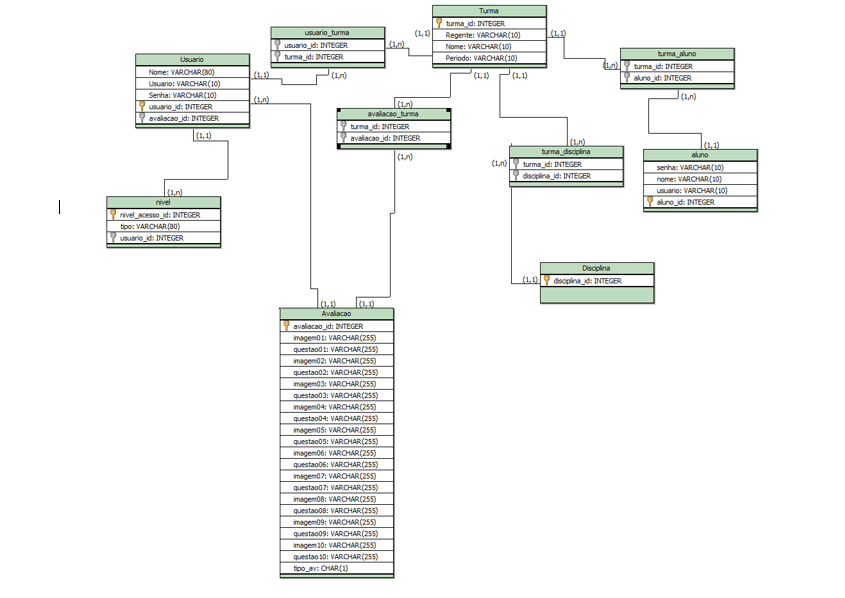 Turma
turma_id: INTEGER
Regente: VARCHAR(10)
Nome: VARCHAR(10)
Periodo: VARCHAR(10)
(1,1)
(1,1)
(1,1)
(1,1)
usuario_turma
usuario_id: INTEGER
turma_id: INTEGER
(1,n)
(1,n)
turma_aluno
turma_id: INTEGER
aluno_id: INTEGER
(1,n)
(1,n)
Usuario
Nome: VARCHAR(80)
Usuario: VARCHAR(10)
Senha: VARCHAR(10)
usuario_id: INTEGER
avaliacao_id: INTEGER
(1,1)
(1,n)
(1,1)
avaliacao_turma
turma_id: INTEGER
avaliacao_id: INTEGER
(1,n)
(1,n)
turma_disciplina
turma_id: INTEGER
disciplina_id: INTEGER
(1,n)
(1,n)
aluno
senha: VARCHAR(10)
nome: VARCHAR(10)
usuario: VARCHAR(10)
aluno_id: INTEGER
(1,1)
nivel
nivel_acesso_id: INTEGER
tipo: VARCHAR(80)
usuario_id: INTEGER
(1,n)
Disciplina
disciplina_id: INTEGER
(1,1)
(1,1)
(1,1)
Avaliacao
avaliacao_id: INTEGER
imagem01: VARCHAR(255)
questao01: VARCHAR(255)
imagem02: VARCHAR(255)
questao02: VARCHAR(255)
imagem03: VARCHAR(255)
questao03: VARCHAR(255)
imagem04: VARCHAR(255)
questao04: VARCHAR(255)
imagem05: VARCHAR(255)
questao05: VARCHAR(255)
imagem06: VARCHAR(255)
questao06: VARCHAR(255)
imagem07: VARCHAR(255)
questao07: VARCHAR(255)
imagem08: VARCHAR(255)
questao08: VARCHAR(255)
imagem09: VARCHAR(255)
questao09: VARCHAR(255)
imagem10: VARCHAR(255)
questao10: VARCHAR(255)
tipo_av: CHAR(1)